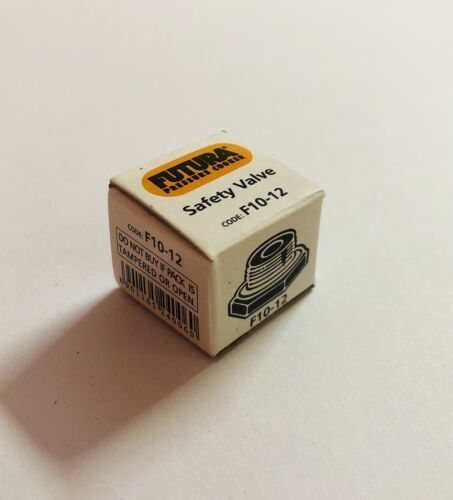 FUTURA®
PRESSURE COOKER
Safety Valve
CODE: F10-12
CODE: F10-12
DO NOT BUY IF PACK IS
TAMPERED OR OPEN.
F10-12